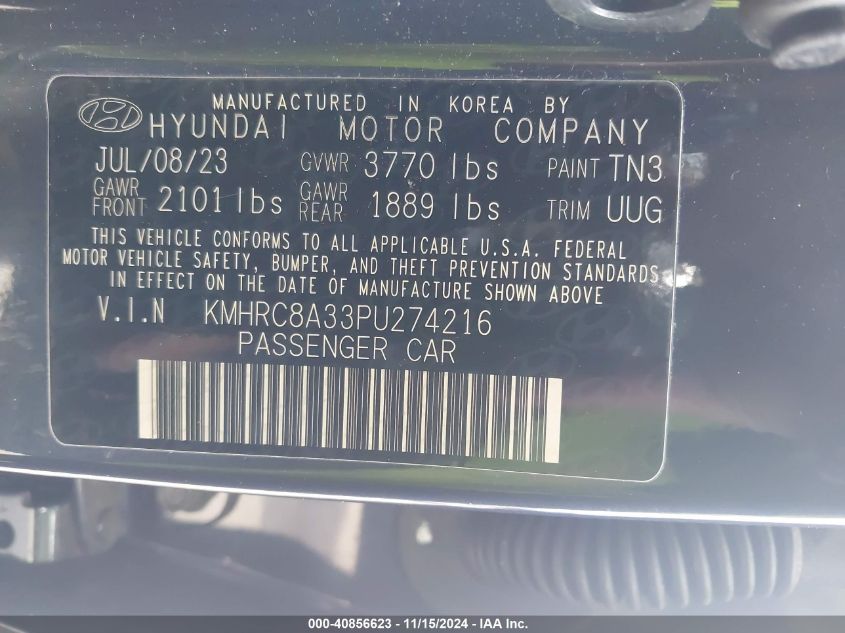 MANUFACTURED IN KOREA BY
HYUNDAI MOTOR COMPANY
JUL/08/23 GVWR 3770 lbs PAINT TN3
GAWR FRONT 2101 lbs GAWR REAR 1889 lbs TRIM UUG
THIS VEHICLE CONFORMS TO ALL APPLICABLE U.S.A. FEDERAL
MOTOR VEHICLE SAFETY, BUMPER, AND THEFT PREVENTION STANDARDS
IN EFFECT ON THE DATE OF MANUFACTURE SHOWN ABOVE
V.I.N KMHRC8A33PU274216
PASSENGER CAR
000-40856623 - 11/15/2024 - IAA Inc.